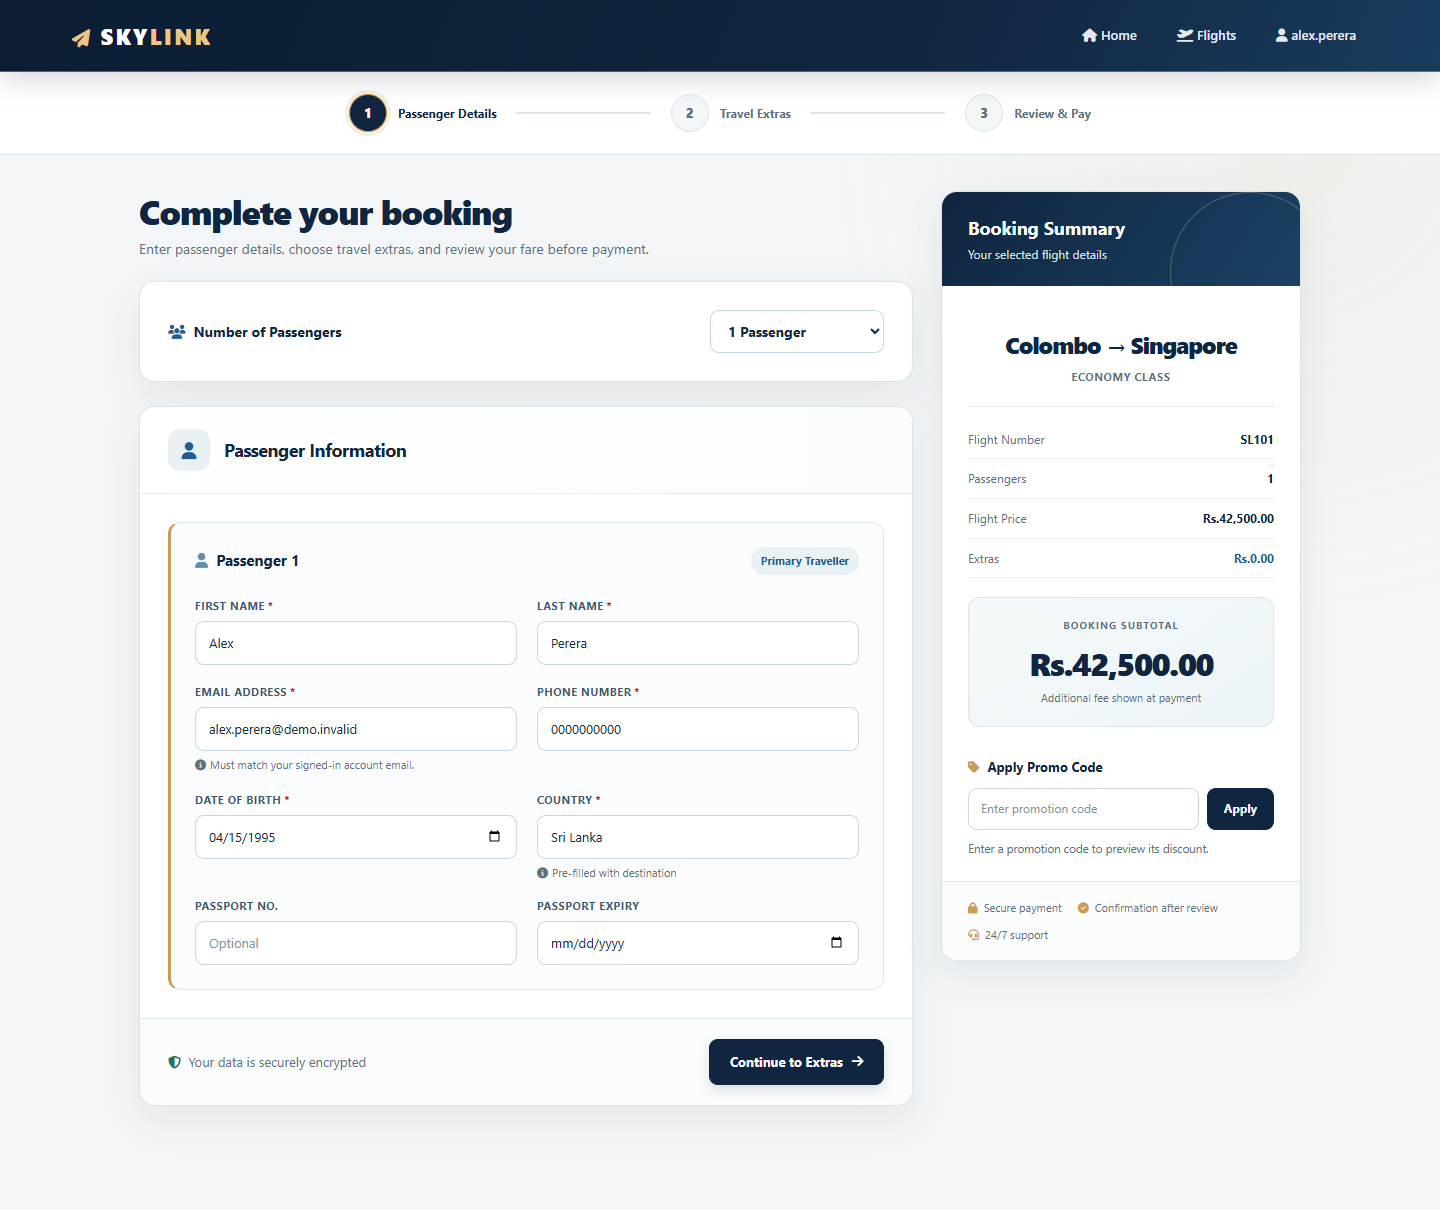 SKYLINK
Home
Flights
alex.perera
1 Passenger Details
2 Travel Extras
3 Review & Pay
Complete your booking
Enter passenger details, choose travel extras, and review your fare before payment.
Number of Passengers
1 Passenger
Passenger Information
Passenger 1
Primary Traveller
FIRST NAME *
LAST NAME *
Alex
Perera
EMAIL ADDRESS *
PHONE NUMBER *
alex.perera@demo.invalid
0000000000
Must match your signed-in account email.
DATE OF BIRTH *
COUNTRY *
04/15/1995
Sri Lanka
Pre-filled with destination
PASSPORT NO.
PASSPORT EXPIRY
Optional
mm/dd/yyyy
Your data is securely encrypted
Continue to Extras →
Booking Summary
Your selected flight details
Colombo → Singapore
ECONOMY CLASS
Flight Number SL101
Passengers 1
Flight Price Rs.42,500.00
Extras Rs.0.00
BOOKING SUBTOTAL
Rs.42,500.00
Additional fee shown at payment
Apply Promo Code
Enter promotion code
Apply
Enter a promotion code to preview its discount.
Secure payment
Confirmation after review
24/7 support